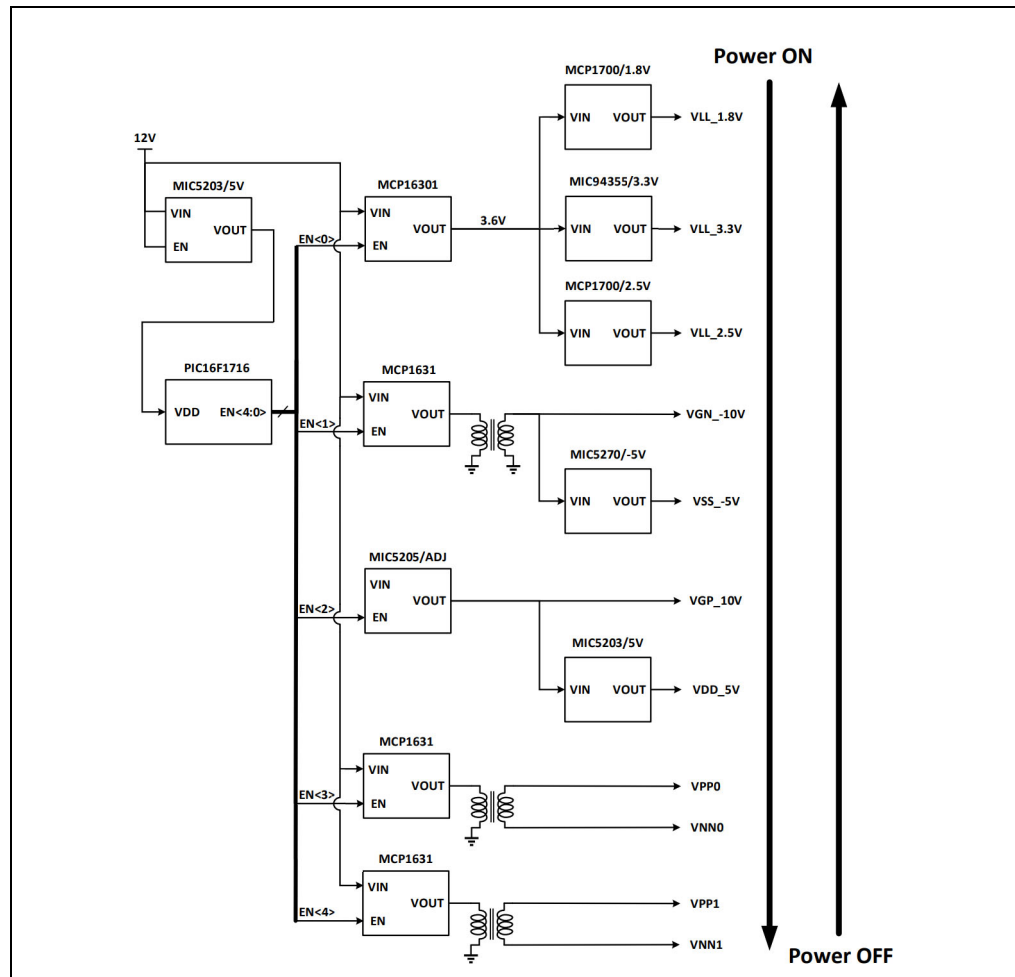 Power ON
MCP1700/1.8V
VIN VOUT
VLL_1.8V
12V
MIC5203/5V
VIN
VOUT
EN
MCP16301
VIN
VOUT
EN
EN<0>
3.6V
MIC94355/3.3V
VIN VOUT
VLL_3.3V
MCP1700/2.5V
VIN VOUT
VLL_2.5V
PIC16F1716
VDD EN<4:0>
MCP1631
VIN
VOUT
EN
EN<1>
VGN_-10V
MIC5270/-5V
VIN VOUT
VSS_-5V
MIC5205/ADJ
VIN
VOUT
EN
EN<2>
VGP_10V
MIC5203/5V
VIN VOUT
VDD_5V
MCP1631
VIN
VOUT
EN
EN<3>
VPP0
VNN0
MCP1631
VIN
VOUT
EN
EN<4>
VPP1
VNN1
Power OFF